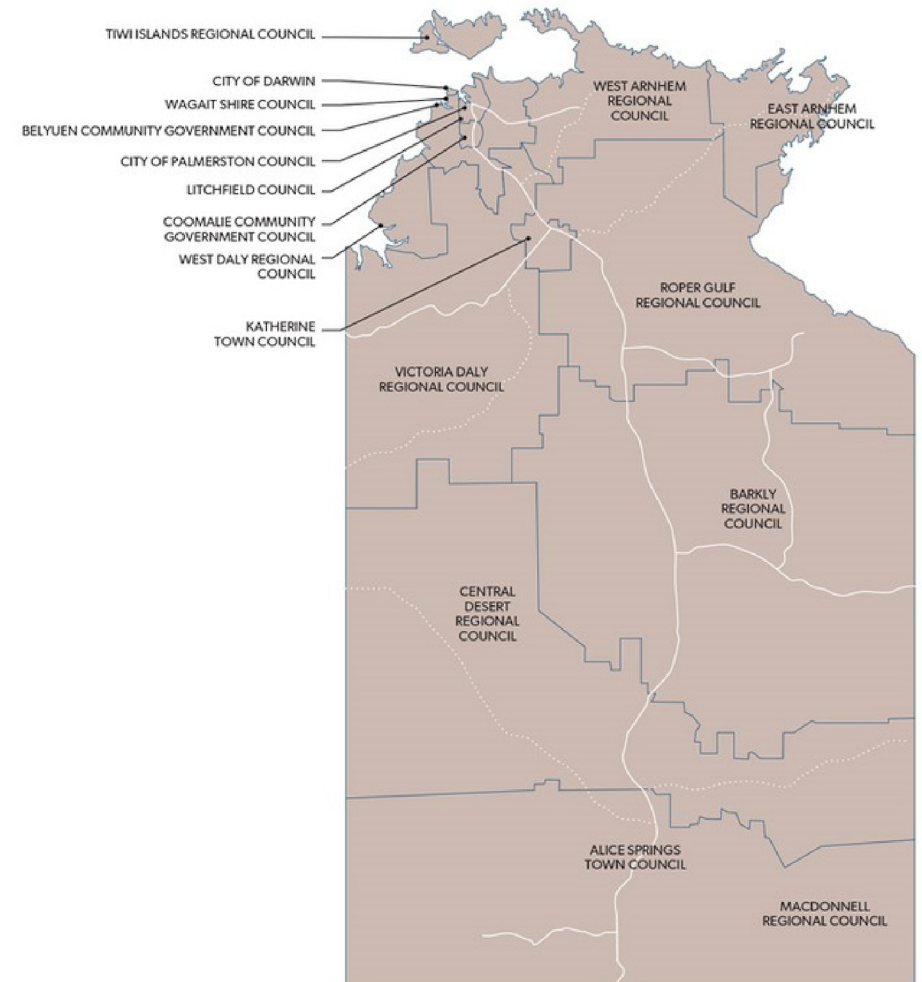 TIWI ISLANDS REGIONAL COUNCIL
CITY OF DARWIN
WAGAIT SHIRE COUNCIL
BELYUEN COMMUNITY GOVERNMENT COUNCIL
CITY OF PALMERSTON COUNCIL
LITCHFIELD COUNCIL
COOMALIE COMMUNITY
GOVERNMENT COUNCIL
WEST DALY REGIONAL
COUNCIL
KATHERINE
TOWN COUNCIL
WEST ARNHEM
REGIONAL
COUNCIL
EAST ARNHEM
REGIONAL COUNCIL
ROPER GULF
REGIONAL COUNCIL
VICTORIA DALY
REGIONAL COUNCIL
BARKLY
REGIONAL
COUNCIL
CENTRAL
DESERT
REGIONAL
COUNCIL
ALICE SPRINGS
TOWN COUNCIL
MACDONNELL
REGIONAL COUNCIL